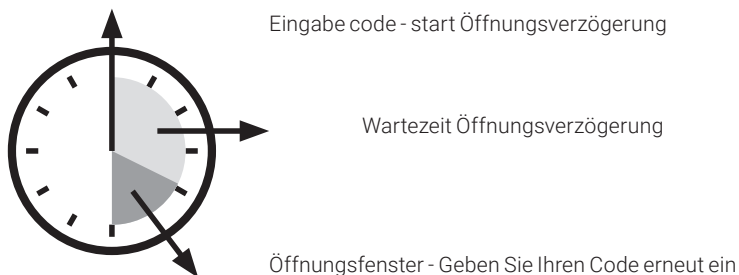 Eingabe code - start Öffnungsverzögerung
Wartezeit Öffnungsverzögerung
Öffnungsfenster - Geben Sie Ihren Code erneut ein